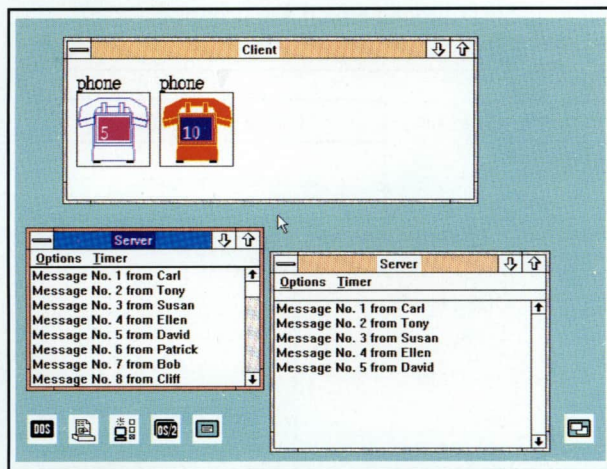 Client
phone phone
5 10
Server
Options Timer
Message No. 1 from Carl
Message No. 2 from Tony
Message No. 3 from Susan
Message No. 4 from Ellen
Message No. 5 from David
Message No. 6 from Patrick
Message No. 7 from Bob
Message No. 8 from Cliff
Server
Options Timer
Message No. 1 from Carl
Message No. 2 from Tony
Message No. 3 from Susan
Message No. 4 from Ellen
Message No. 5 from David
DOS OS/2